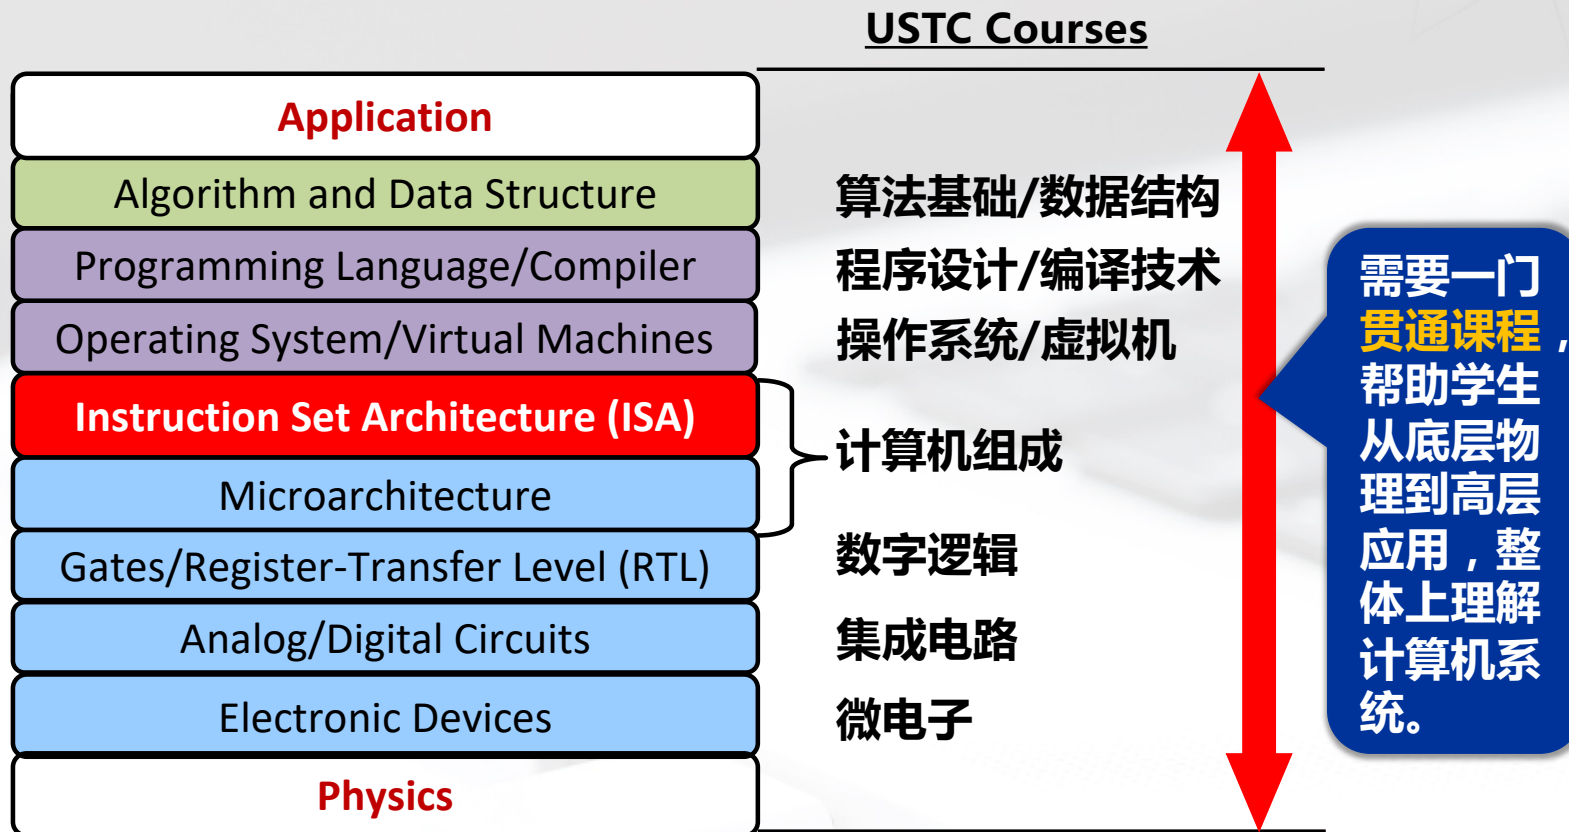 USTC Courses
Application
Algorithm and Data Structure
算法基础/数据结构
Programming Language/Compiler
程序设计/编译技术
Operating System/Virtual Machines
操作系统/虚拟机
Instruction Set Architecture (ISA)
计算机组成
Microarchitecture
Gates/Register-Transfer Level (RTL)
数字逻辑
Analog/Digital Circuits
集成电路
Electronic Devices
微电子
Physics
需要一门
贯通课程，
帮助学生
从底层物
理到高层
应用，整
体上理解
计算机系
统。